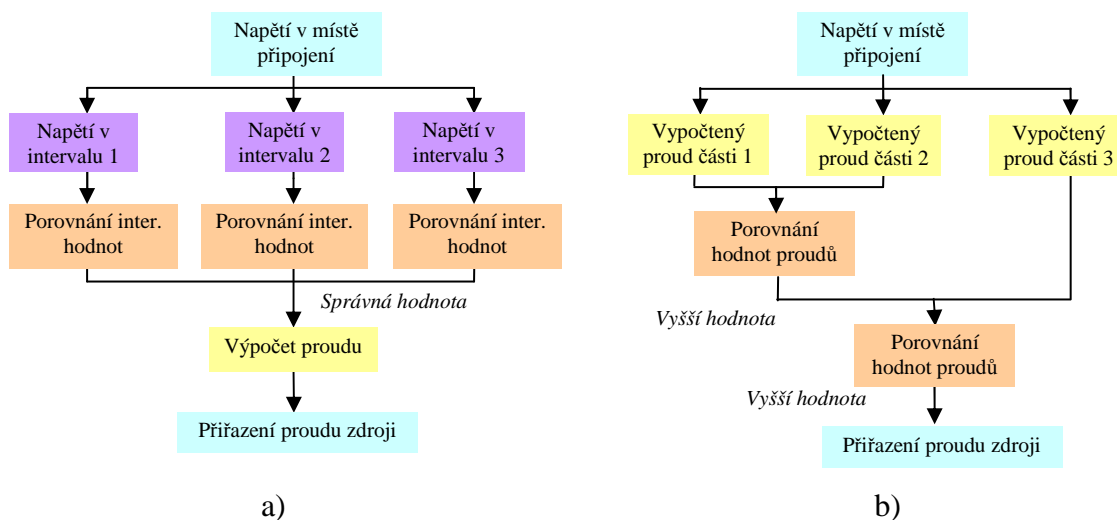 Napětí v místě
připojení
Napětí v
intervalu 1
Napětí v
intervalu 2
Napětí v
intervalu 3
Porovnání inter.
hodnot
Porovnání inter.
hodnot
Porovnání inter.
hodnot
Správná hodnota
Výpočet proudu
Přiřazení proudu zdroji
a)
Napětí v místě
připojení
Vypočtený
proud části 1
Vypočtený
proud části 2
Vypočtený
proud části 3
Porovnání
hodnot proudů
Vyšší hodnota
Porovnání
hodnot proudů
Vyšší hodnota
Přiřazení proudu zdroji
b)